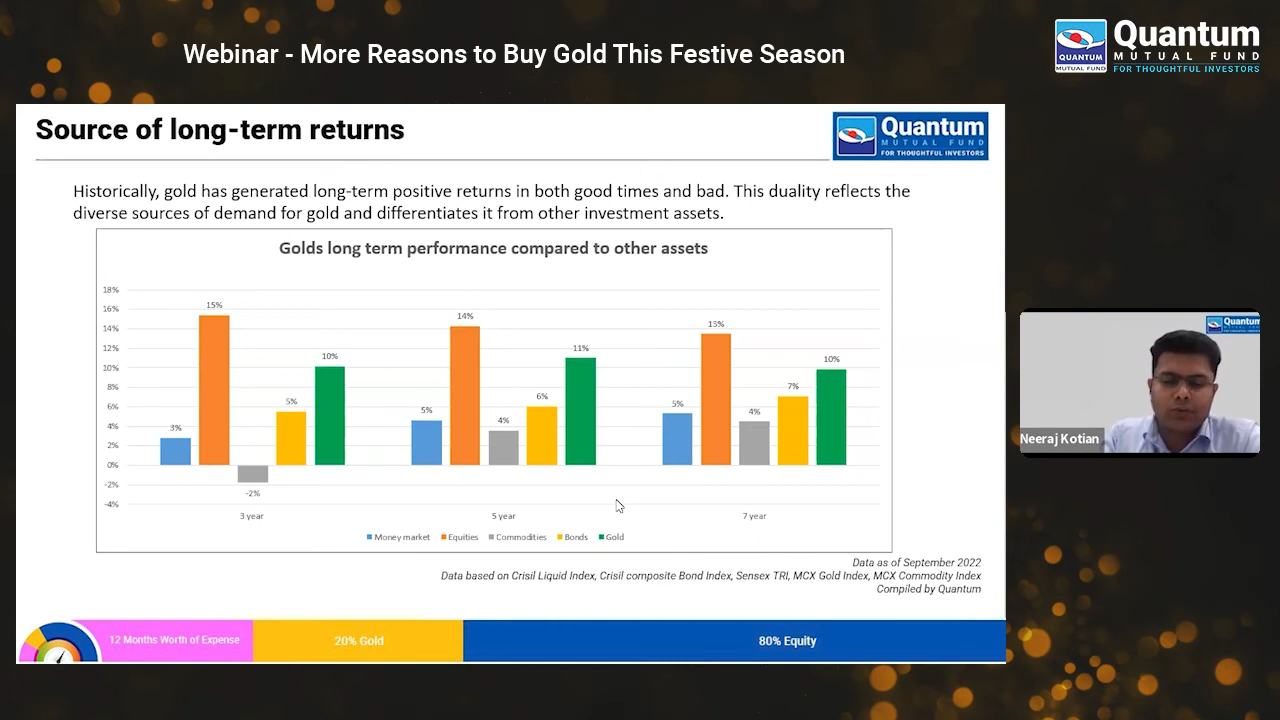 Webinar - More Reasons to Buy Gold This Festive Season
QUANTUM
MUTUAL FUND
Quantum
MUTUAL FUND
FOR THOUGHTFUL INVESTORS
Source of long-term returns
Quantum
MUTUAL FUND
FOR THOUGHTFUL INVESTORS
Historically, gold has generated long-term positive returns in both good times and bad. This duality reflects the
diverse sources of demand for gold and differentiates it from other investment assets.
Golds long term performance compared to other assets
18%
16%
14%
12%
10%
8%
6%
4%
2%
0%
-2%
-4%
3%
15%
-2%
5%
10%
5%
14%
4%
6%
11%
5%
13%
4%
7%
10%
3 year
5 year
7 year
Money market
Equities
Commodities
Bonds
Gold
Data as of September 2022
Data based on Crisil Liquid Index, Crisil composite Bond Index, Sensex TRI, MCX Gold Index, MCX Commodity Index
Compiled by Quantum
12 Months Worth of Expense
20% Gold
80% Equity
Quantum
Neeraj Kotian